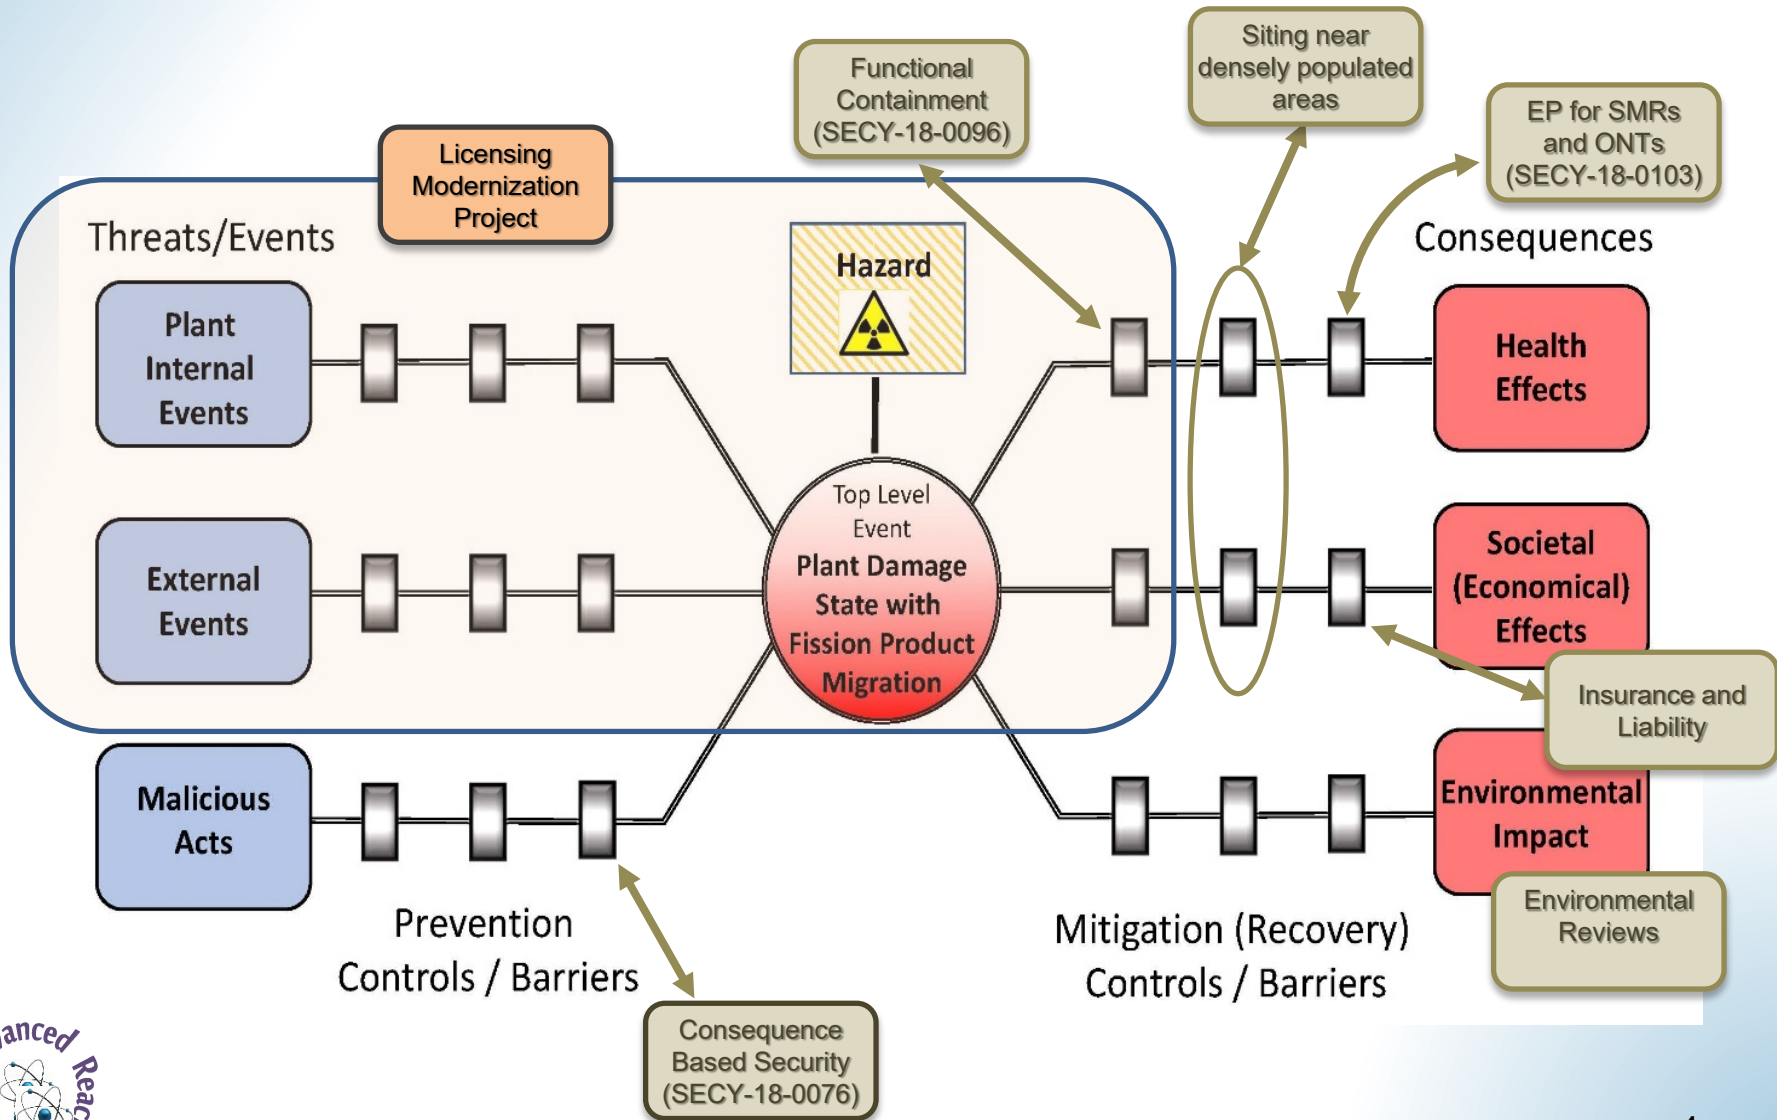 Siting near
densely populated
areas
Functional
Containment
(SECY-18-0096)
EP for SMRs
and ONTs
(SECY-18-0103)
Licensing
Modernization
Project
Threats/Events
Hazard
Consequences
Plant
Internal
Events
Health
Effects
Top Level
Event
Plant Damage
State with
Fission Product
Migration
External
Events
Societal
(Economical)
Effects
Insurance and
Liability
Malicious
Acts
Environmental
Impact
Environmental
Reviews
Prevention
Controls / Barriers
Mitigation (Recovery)
Controls / Barriers
Consequence
Based Security
(SECY-18-0076)